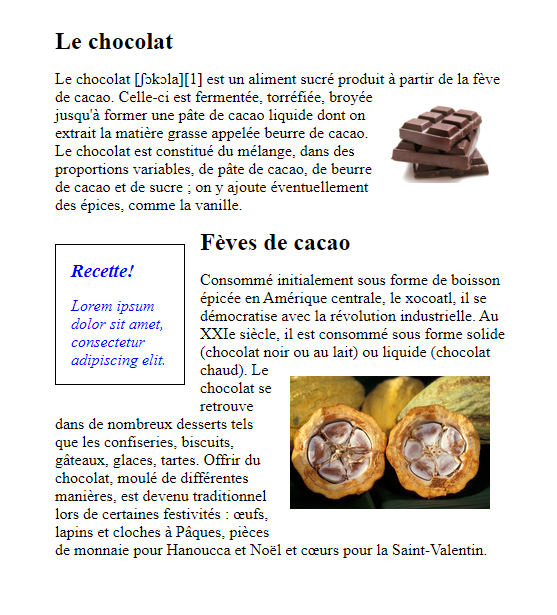 Le chocolat
Le chocolat [ʃɔkɔla][1] est un aliment sucré produit à partir de la fève
de cacao. Celle-ci est fermentée, torréfiée, broyée
jusqu'à former une pâte de cacao liquide dont on
extrait la matière grasse appelée beurre de cacao.
Le chocolat est constitué du mélange, dans des
proportions variables, de pâte de cacao, de beurre
de cacao et de sucre ; on y ajoute éventuellement
des épices, comme la vanille.
Recette!
Lorem ipsum
dolor sit amet,
consectetur
adipiscing elit.
Fèves de cacao
Consommé initialement sous forme de boisson
épicée en Amérique centrale, le xocoatl, il se
démocratise avec la révolution industrielle. Au
XXIe siècle, il est consommé sous forme solide
(chocolat noir ou au lait) ou liquide (chocolat
chaud). Le
chocolat se
retrouve
dans de nombreux desserts tels
que les confiseries, biscuits,
gâteaux, glaces, tartes. Offrir du
chocolat, moulé de différentes
manières, est devenu traditionnel
lors de certaines festivités : œufs,
lapins et cloches à Pâques, pièces
de monnaie pour Hanoucca et Noël et cœurs pour la Saint-Valentin.